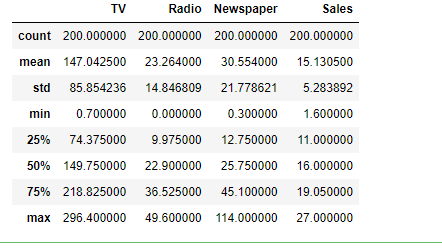 TV Radio Newspaper Sales
count 200.000000 200.000000 200.000000 200.000000
mean 147.042500 23.264000 30.554000 15.130500
std 85.854236 14.846809 21.778621 5.283892
min 0.700000 0.000000 0.300000 1.600000
25% 74.375000 9.975000 12.750000 11.000000
50% 149.750000 22.900000 25.750000 16.000000
75% 218.825000 36.525000 45.100000 19.050000
max 296.400000 49.600000 114.000000 27.000000